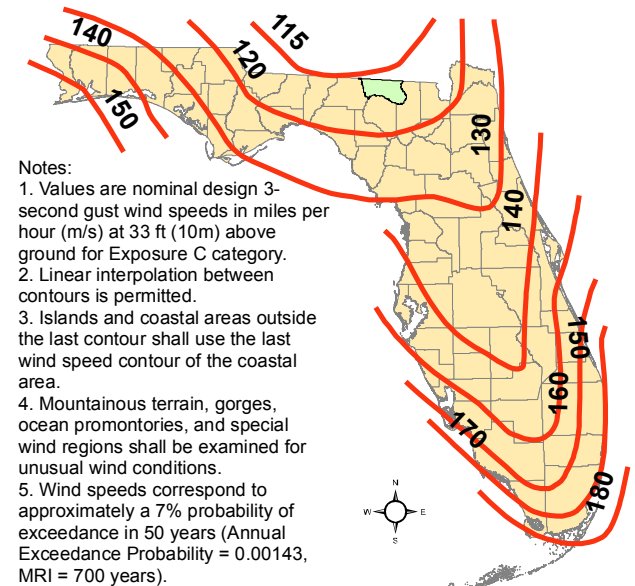 115
140
120
150
130
Notes:
1. Values are nominal design 3-
second gust wind speeds in miles per
hour (m/s) at 33 ft (10m) above
ground for Exposure C category.
2. Linear interpolation between
contours is permitted.
3. Islands and coastal areas outside
the last contour shall use the last
wind speed contour of the coastal
area.
4. Mountainous terrain, gorges,
ocean promontories, and special
wind regions shall be examined for
unusual wind conditions.
5. Wind speeds correspond to
approximately a 7% probability of
exceedance in 50 years (Annual
Exceedance Probability = 0.00143,
MRI = 700 years).
140
150
160
170
180
N
W
E
S